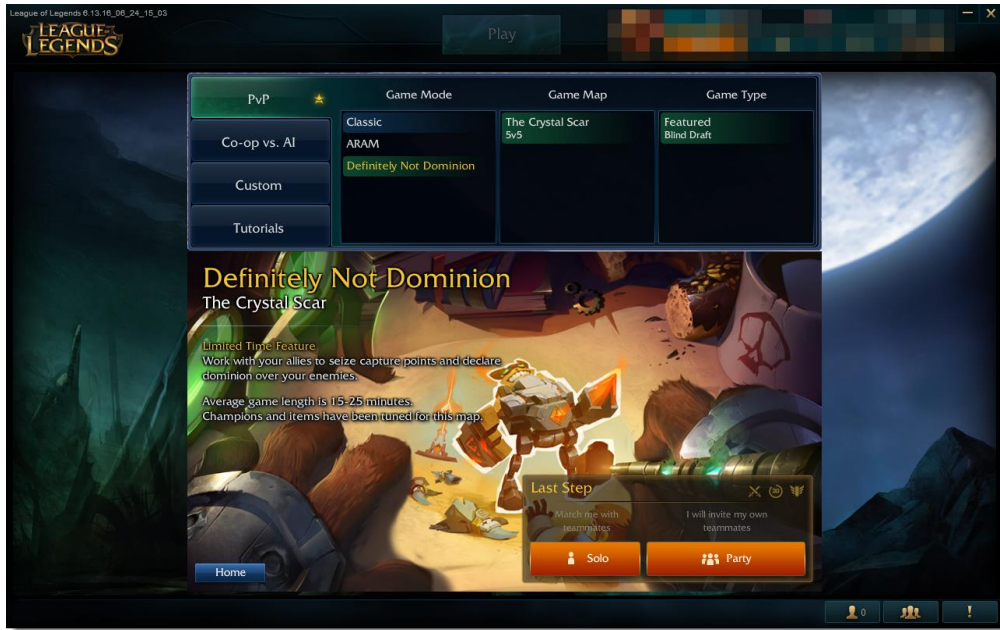 League of Legends 6.13.16_06_24_15_03
LEAGUE OF
LEGENDS
Play
PvP
Co-op vs. AI
Custom
Tutorials
Game Mode
Classic
ARAM
Definitely Not Dominion
Game Map
The Crystal Scar
5v5
Game Type
Featured
Blind Draft
Definitely Not Dominion
The Crystal Scar
Limited Time Feature
Work with your allies to seize capture points and declare
dominion over your enemies.
Average game length is 15-25 minutes.
Champions and items have been tuned for this map.
Last Step
30
Match me with
teammates
I will invite my own
teammates
Solo
Party
Home
0